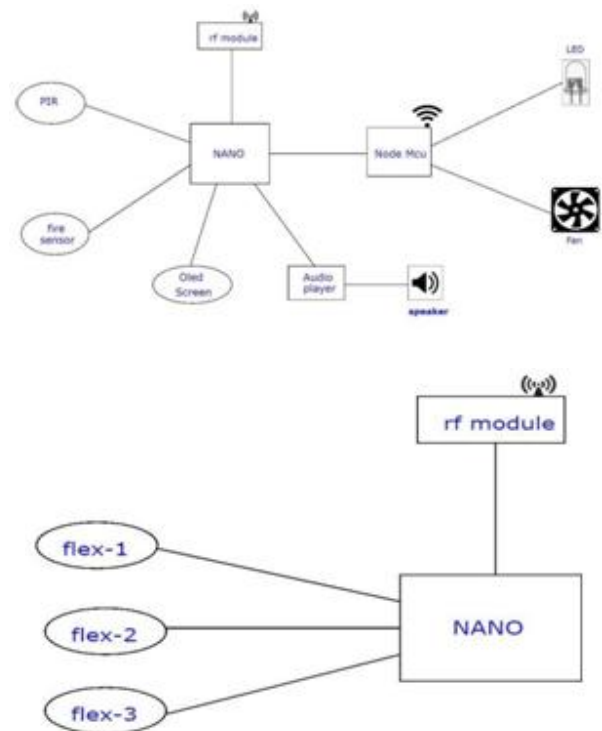 rf module
LED
PIR
NANO
Node Mcu
fire
sensor
Fan
Oled
Screen
Audio
player
speaker
rf module
flex-1
flex-2
NANO
flex-3